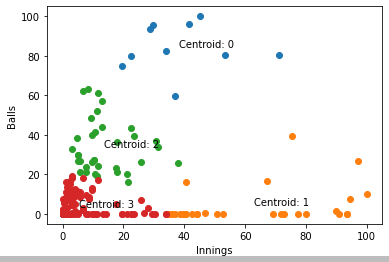 100
80
60
40
20
0
Balls
Centroid: 0
Centroid: 2
Centroid: 3
Centroid: 1
0 20 40 60 80 100
Innings